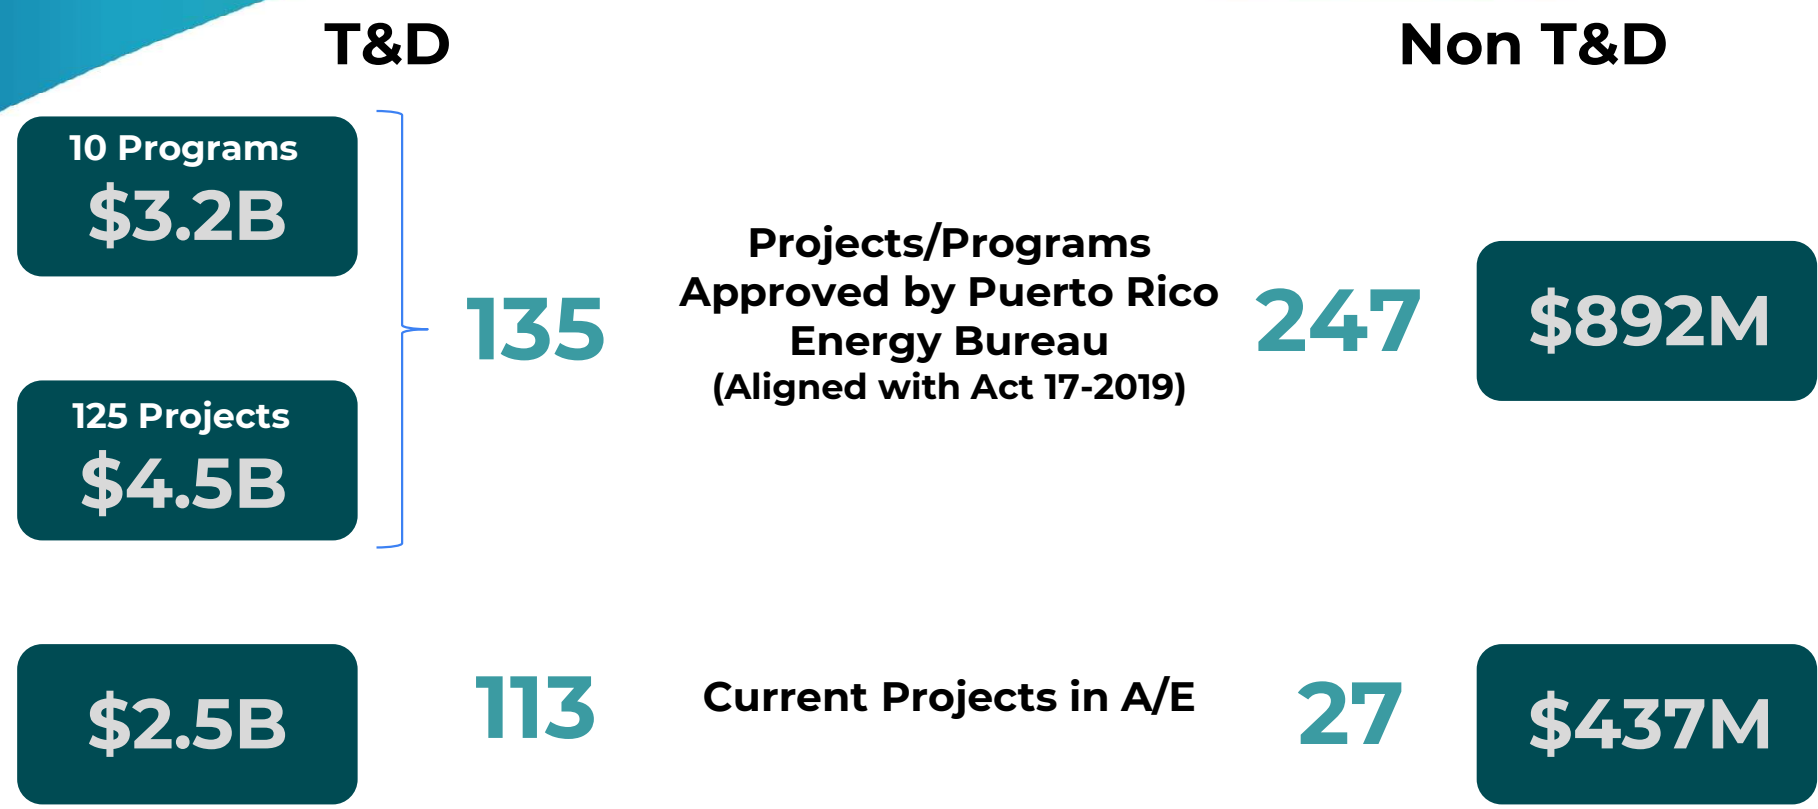 T&D
Non T&D
10 Programs
$3.2B
125 Projects
$4.5B
135
Projects/Programs
Approved by Puerto Rico
Energy Bureau
(Aligned with Act 17-2019)
247
$892M
$2.5B
113
Current Projects in A/E
27
$437M